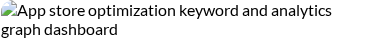 App store optimization keyword and analytics
graph dashboard